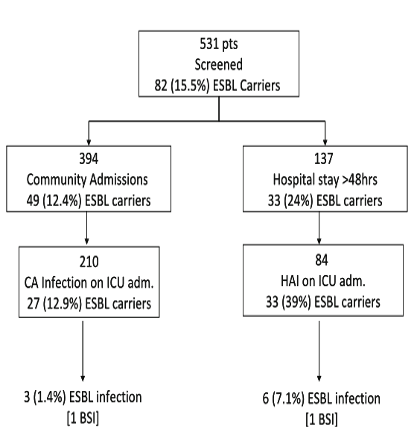 531 pts
Screened
82 (15.5%) ESBL Carriers
394
Community Admissions
49 (12.4%) ESBL carriers
137
Hospital stay >48hrs
33 (24%) ESBL carriers
210
CA Infection on ICU adm.
27 (12.9%) ESBL carriers
84
HAI on ICU adm.
33 (39%) ESBL carriers
3 (1.4%) ESBL infection
[1 BSI]
6 (7.1%) ESBL infection
[1 BSI]